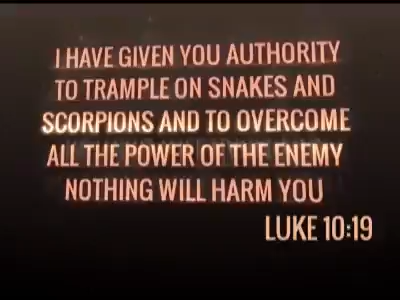 I HAVE GIVEN YOU AUTHORITY
TO TRAMPLE ON SNAKES AND
SCORPIONS AND TO OVERCOME
ALL THE POWER OF THE ENEMY
NOTHING WILL HARM YOU
LUKE 10:19